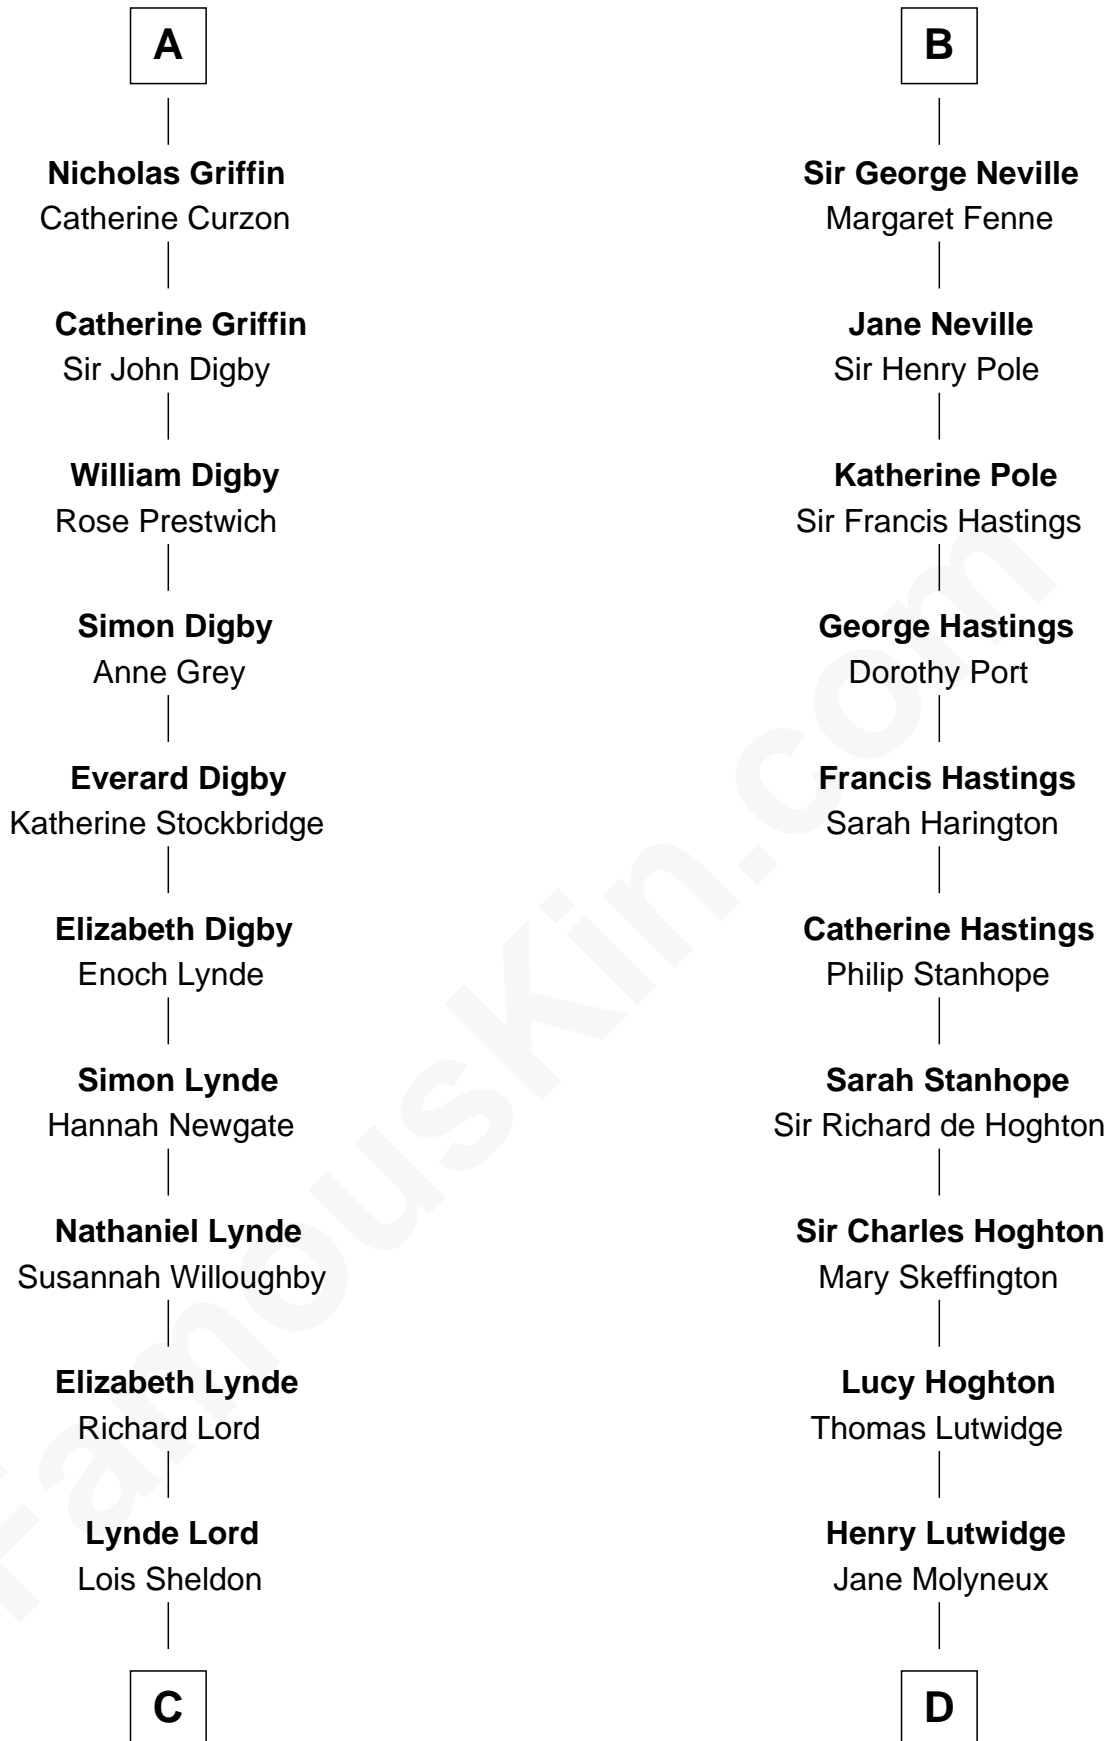 A
Nicholas Griffin
Catherine Curzon
Catherine Griffin
Sir John Digby
William Digby
Rose Prestwich
Simon Digby
Anne Grey
Everard Digby
Katherine Stockbridge
Elizabeth Digby
Enoch Lynde
Simon Lynde
Hannah Newgate
Nathaniel Lynde
Susannah Willoughby
Elizabeth Lynde
Richard Lord
Lynde Lord
Lois Sheldon
C
B
Sir George Neville
Margaret Fenne
Jane Neville
Sir Henry Pole
Katherine Pole
Sir Francis Hastings
George Hastings
Dorothy Port
Francis Hastings
Sarah Harington
Catherine Hastings
Philip Stanhope
Sarah Stanhope
Sir Richard de Hoghton
Sir Charles Hoghton
Mary Skeffington
Lucy Hoghton
Thomas Lutwidge
Henry Lutwidge
Jane Molyneux
D
FamousKin.com